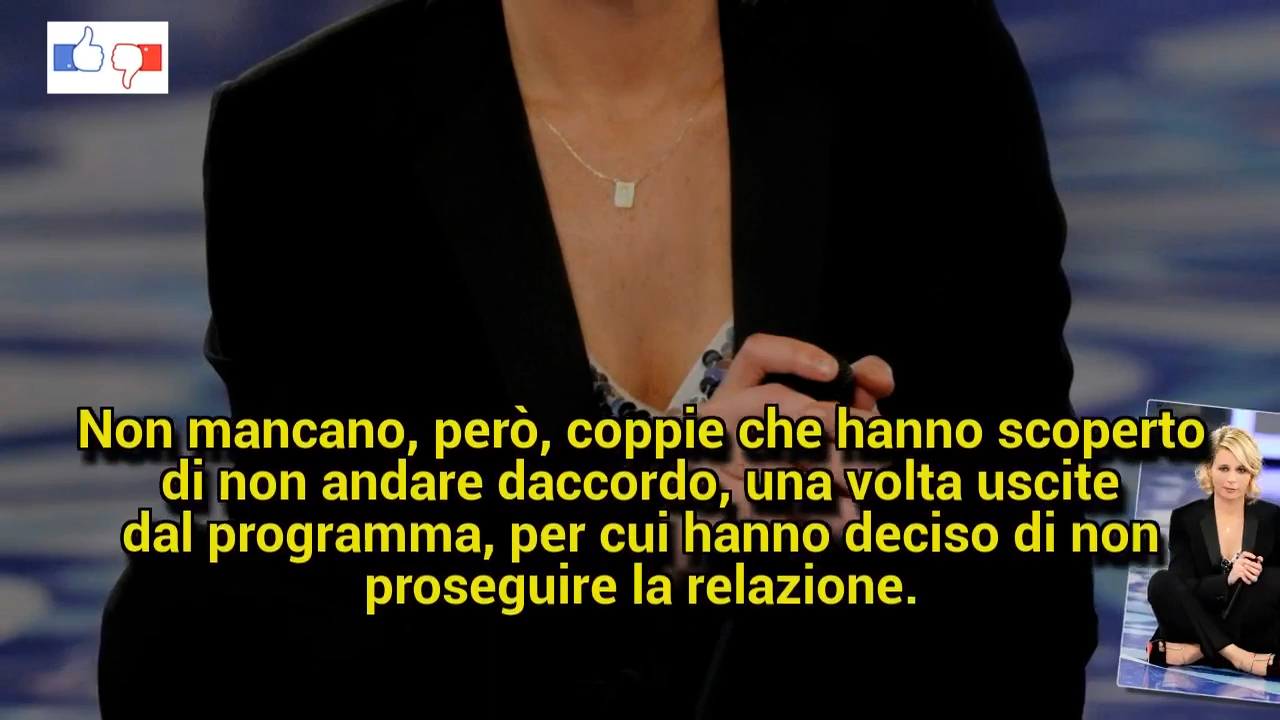 Non mancano, però, coppie che hanno scoperto
di non andare daccordo, una volta uscite
dal programma, per cui hanno deciso di non
proseguire la relazione.